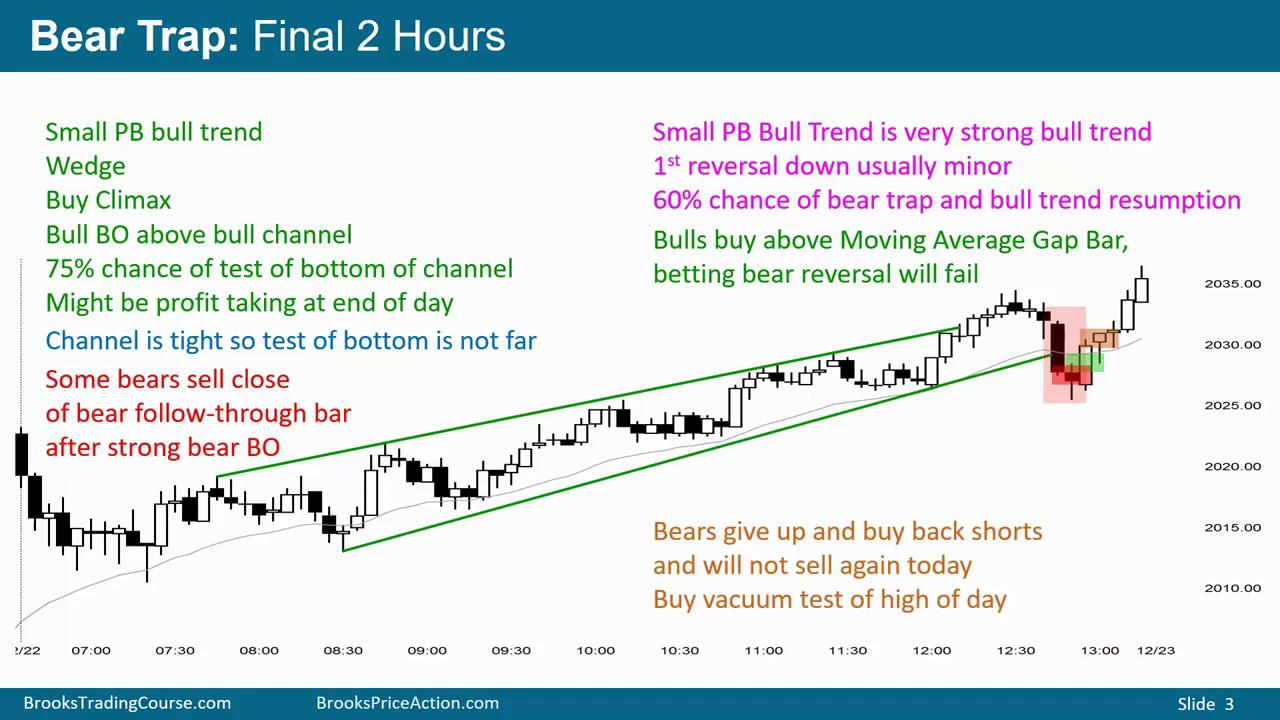 Bear Trap: Final 2 Hours
Small PB bull trend
Wedge
Buy Climax
Bull BO above bull channel
75% chance of test of bottom of channel
Might be profit taking at end of day
Channel is tight so test of bottom is not far
Some bears sell close
of bear follow-through bar
after strong bear BO
Small PB Bull Trend is very strong bull trend
1st reversal down usually minor
60% chance of bear trap and bull trend resumption
Bulls buy above Moving Average Gap Bar,
betting bear reversal will fail
Bears give up and buy back shorts
and will not sell again today
Buy vacuum test of high of day
2035.00
2030.00
2025.00
2020.00
2015.00
2010.00
2/22 07:00 07:30 08:00 08:30 09:00 09:30 10:00 10:30 11:00 11:30 12:00 12:30 13:00 12/23
BrooksTradingCourse.com BrooksPriceAction.com Slide 3